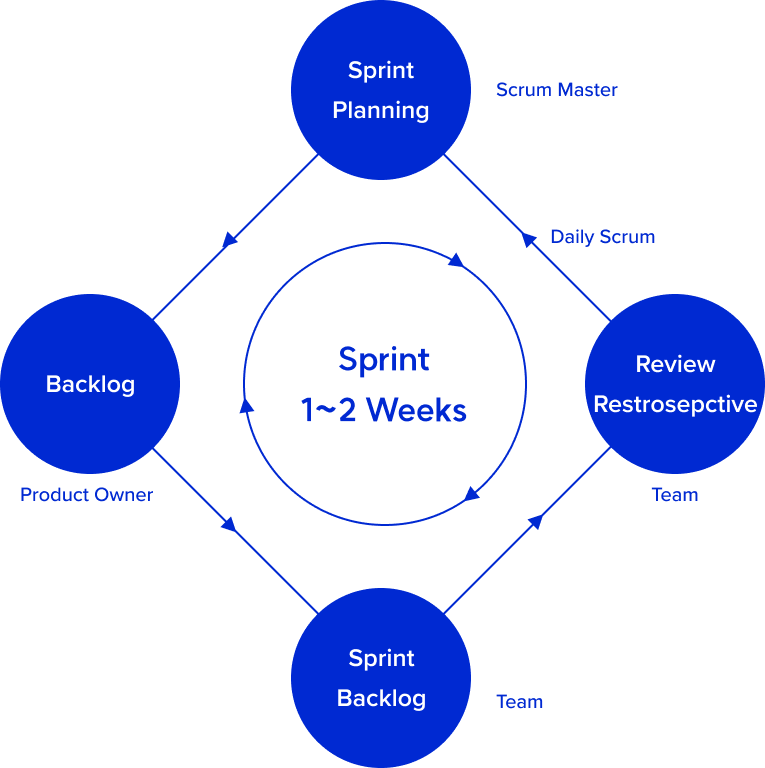 Sprint
Planning
Scrum Master
Daily Scrum
Sprint
1~2 Weeks
Backlog
Review
Restrosepctive
Product Owner
Team
Sprint
Backlog
Team